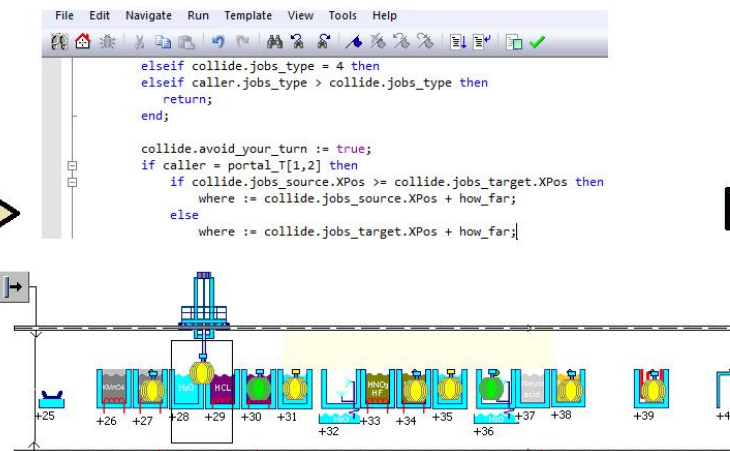 File Edit Navigate Run Template View Tools Help
elseif collide.jobs_type = 4 then
elseif caller.jobs_type > collide.jobs_type then
return;
end;
collide.avoid_your_turn := true;
if caller = portal_T[1,2] then
if collide.jobs_source.XPos >= collide.jobs_target.XPos then
where := collide.jobs_source.XPos + how_far;
else
where := collide.jobs_target.XPos + how_far;
KMnO4 H₂O HCL HNO₃ HF Neutr acid
+25 +26 +27 +28 +29 +30 +31 +32 +33 +34 +35 +36 +37 +38 +39 +4